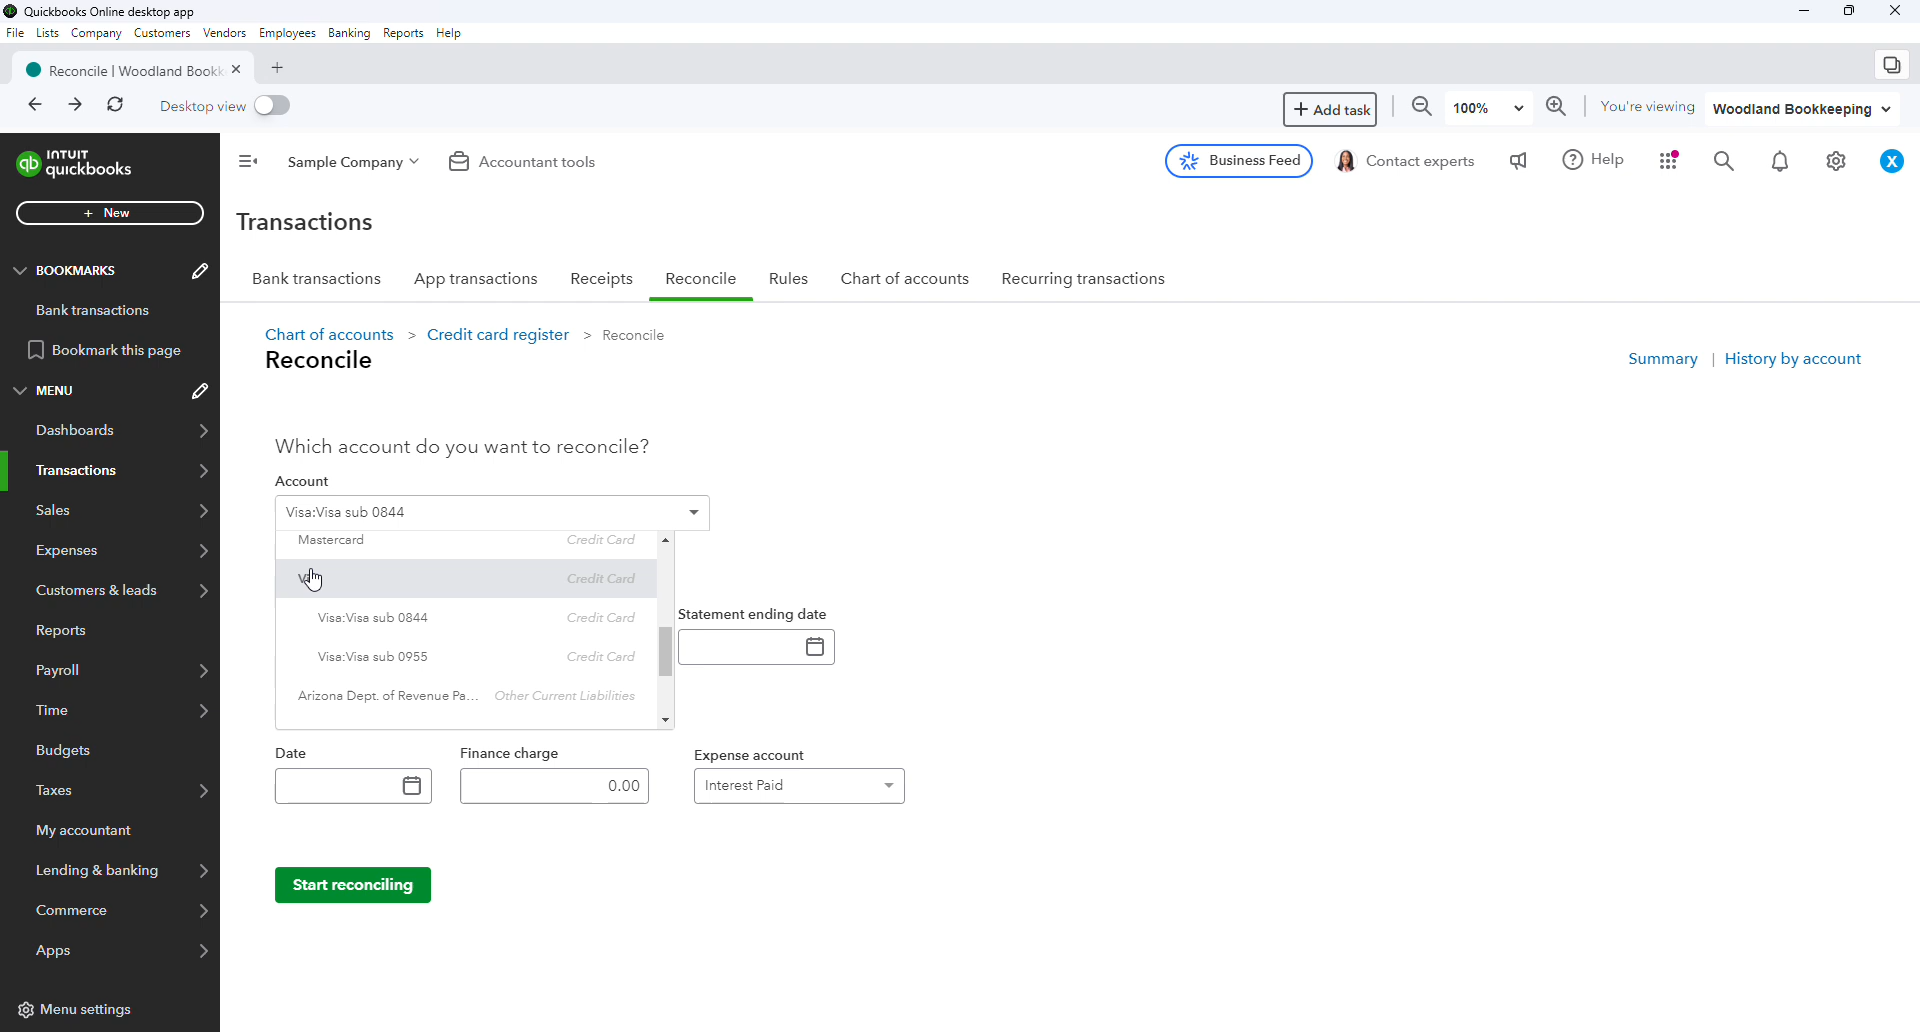 Quickbooks Online desktop app
File Lists Company Customers Vendors Employees Banking Reports Help
Reconcile | Woodland Bookk
Desktop view
+ Add task
100%
You're viewing Woodland Bookkeeping
INTUIT
quickbooks
qb
Sample Company
Accountant tools
Business Feed
Contact experts
Help
X
+ New
Transactions
BOOKMARKS
Bank transactions
Bookmark this page
MENU
Dashboards
Transactions
Sales
Expenses
Customers & leads
Reports
Payroll
Time
Budgets
Taxes
My accountant
Lending & banking
Commerce
Apps
Menu settings
Bank transactions App transactions Receipts Reconcile Rules Chart of accounts Recurring transactions
Chart of accounts > Credit card register > Reconcile
Reconcile
Summary | History by account
Which account do you want to reconcile?
Account
Visa:Visa sub 0844
Mastercard Credit Card
Credit Card
Visa:Visa sub 0844 Credit Card
Visa:Visa sub 0955 Credit Card
Arizona Dept. of Revenue Pa... Other Current Liabilities
Statement ending date
Date Finance charge Expense account
0.00 Interest Paid
Start reconciling